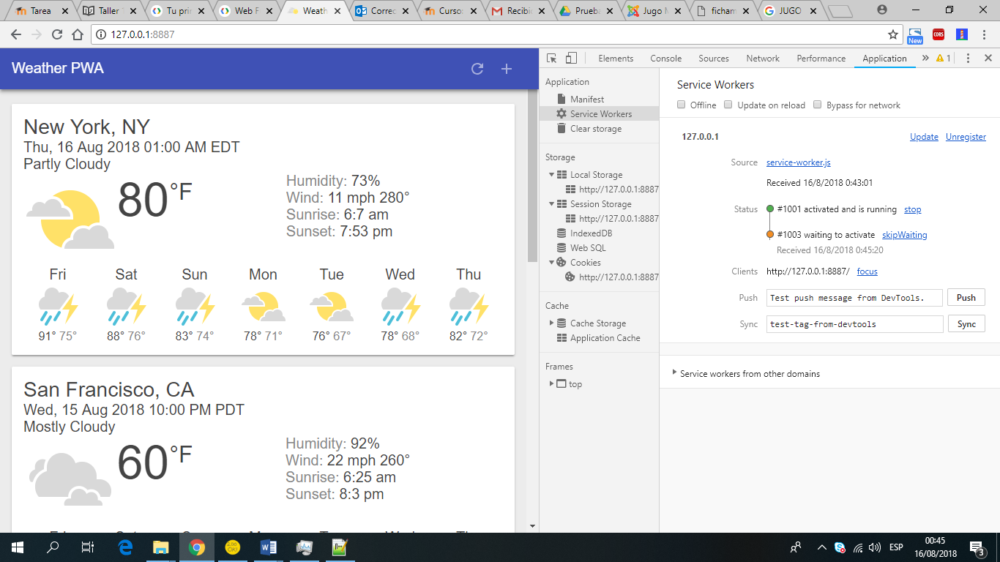 Tarea
Taller
Tu prin
Web F
Weath
Correc
Curso
Recibi
Prueba
Jugo M
ficham
JUGO
127.0.0.1:8887
New
CORS
Weather PWA
New York, NY
Thu, 16 Aug 2018 01:00 AM EDT
Partly Cloudy
80°F
Humidity: 73%
Wind: 11 mph 280°
Sunrise: 6:7 am
Sunset: 7:53 pm
Fri Sat Sun Mon Tue Wed Thu
91° 75° 88° 76° 83° 74° 78° 71° 76° 67° 78° 68° 82° 72°
San Francisco, CA
Wed, 15 Aug 2018 10:00 PM PDT
Mostly Cloudy
60°F
Humidity: 92%
Wind: 22 mph 260°
Sunrise: 6:25 am
Sunset: 8:3 pm
Elements Console Sources Network Performance Application » 1
Application
Manifest
Service Workers
Clear storage
Storage
Local Storage
http://127.0.0.1:8887
Session Storage
http://127.0.0.1:8887
IndexedDB
Web SQL
Cookies
http://127.0.0.1:8887
Cache
Cache Storage
Application Cache
Frames
top
Service Workers
Offline Update on reload Bypass for network
127.0.0.1 Update Unregister
Source service-worker.js
Received 16/8/2018 0:43:01
Status #1001 activated and is running stop
#1003 waiting to activate skipWaiting
Received 16/8/2018 0:45:20
Clients http://127.0.0.1:8887/ focus
Push Test push message from DevTools. Push
Sync test-tag-from-devtools Sync
Service workers from other domains
ESP
00:45
16/08/2018
3